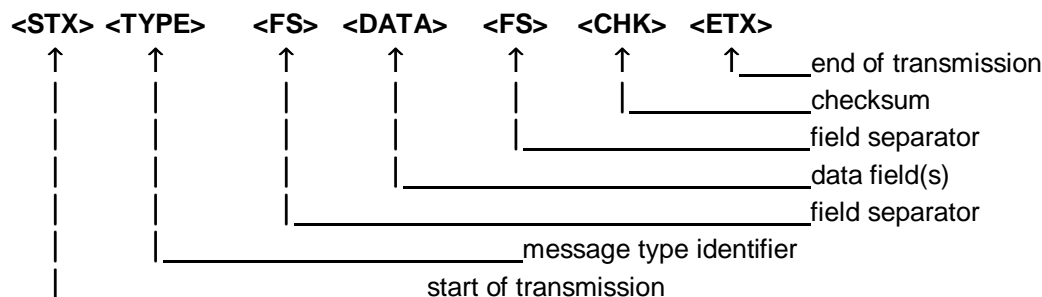 <STX> <TYPE> <FS> <DATA> <FS> <CHK> <ETX>
end of transmission
checksum
field separator
data field(s)
field separator
message type identifier
start of transmission